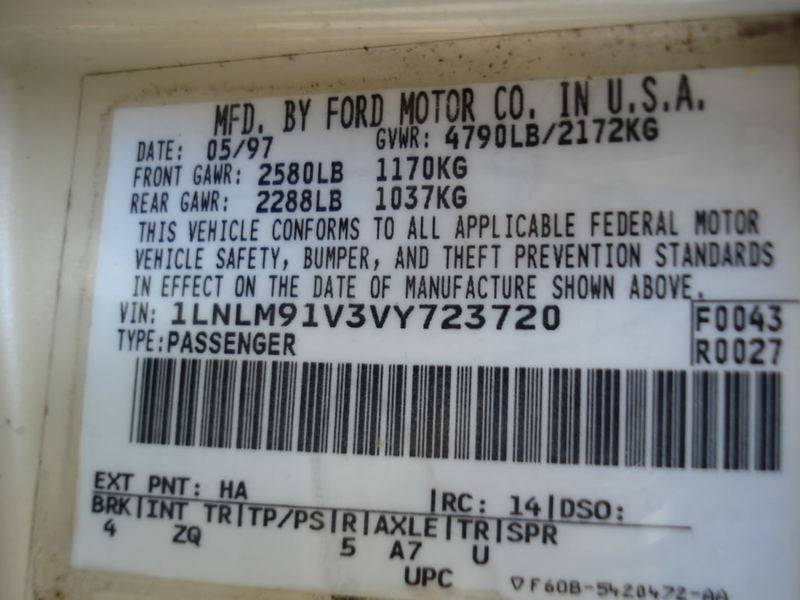 MFD. BY FORD MOTOR CO. IN U.S.A.
DATE: 05/97 GVWR: 4790LB/2172KG
FRONT GAWR: 2580LB 1170KG
REAR GAWR: 2288LB 1037KG
THIS VEHICLE CONFORMS TO ALL APPLICABLE FEDERAL MOTOR
VEHICLE SAFETY, BUMPER, AND THEFT PREVENTION STANDARDS
IN EFFECT ON THE DATE OF MANUFACTURE SHOWN ABOVE.
VIN: 1LNLM91V3VY723720 F0043
TYPE:PASSENGER R0027
EXT PNT: HA |RC: 14|DSO:
BRK|INT TR|TP/PS|R|AXLE|TR|SPR
4 ZQ 5 A7 U
UPC ▽F60B-5420472-AA